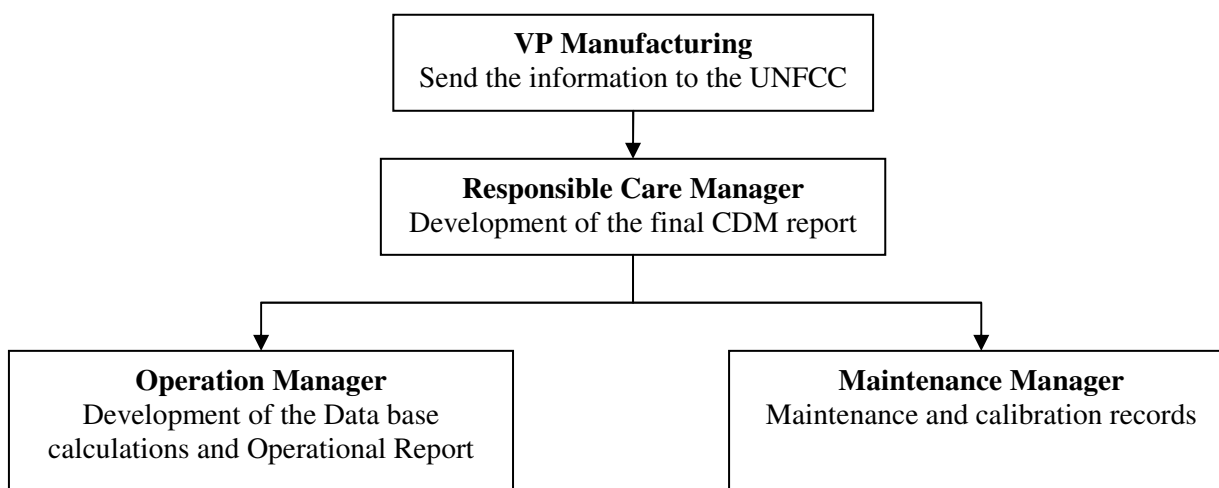 VP Manufacturing
Send the information to the UNFCC
Responsible Care Manager
Development of the final CDM report
Operation Manager
Development of the Data base
calculations and Operational Report
Maintenance Manager
Maintenance and calibration records